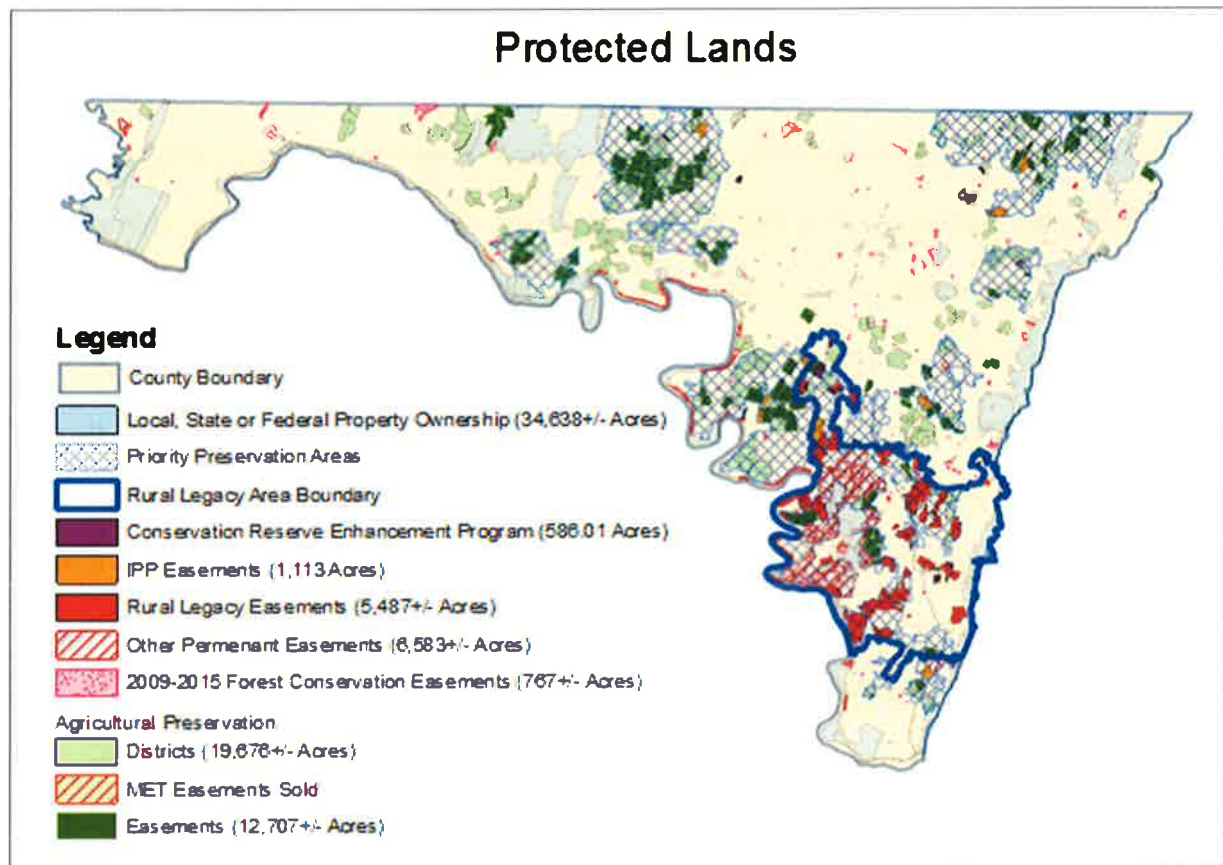 Protected Lands
Legend
County Boundary
Local, State or Federal Property Ownership (34,638+/- Acres)
Priority Preservation Areas
Rural Legacy Area Boundary
Conservation Reserve Enhancement Program (586.01 Acres)
IPP Easements (1,113 Acres)
Rural Legacy Easements (5,487+/- Acres)
Other Permenant Easements (6,583+/- Acres)
2009-2015 Forest Conservation Easements (767+/- Acres)
Agricultural Preservation
Districts (19,676+/- Acres)
MET Easements Sold
Easements (12,707+/- Acres)